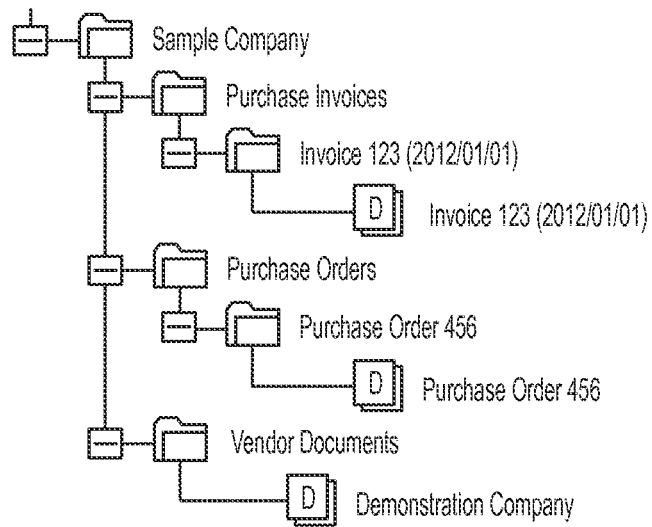 Sample Company
Purchase Invoices
Invoice 123 (2012/01/01)
D Invoice 123 (2012/01/01)
Purchase Orders
Purchase Order 456
D Purchase Order 456
Vendor Documents
D Demonstration Company